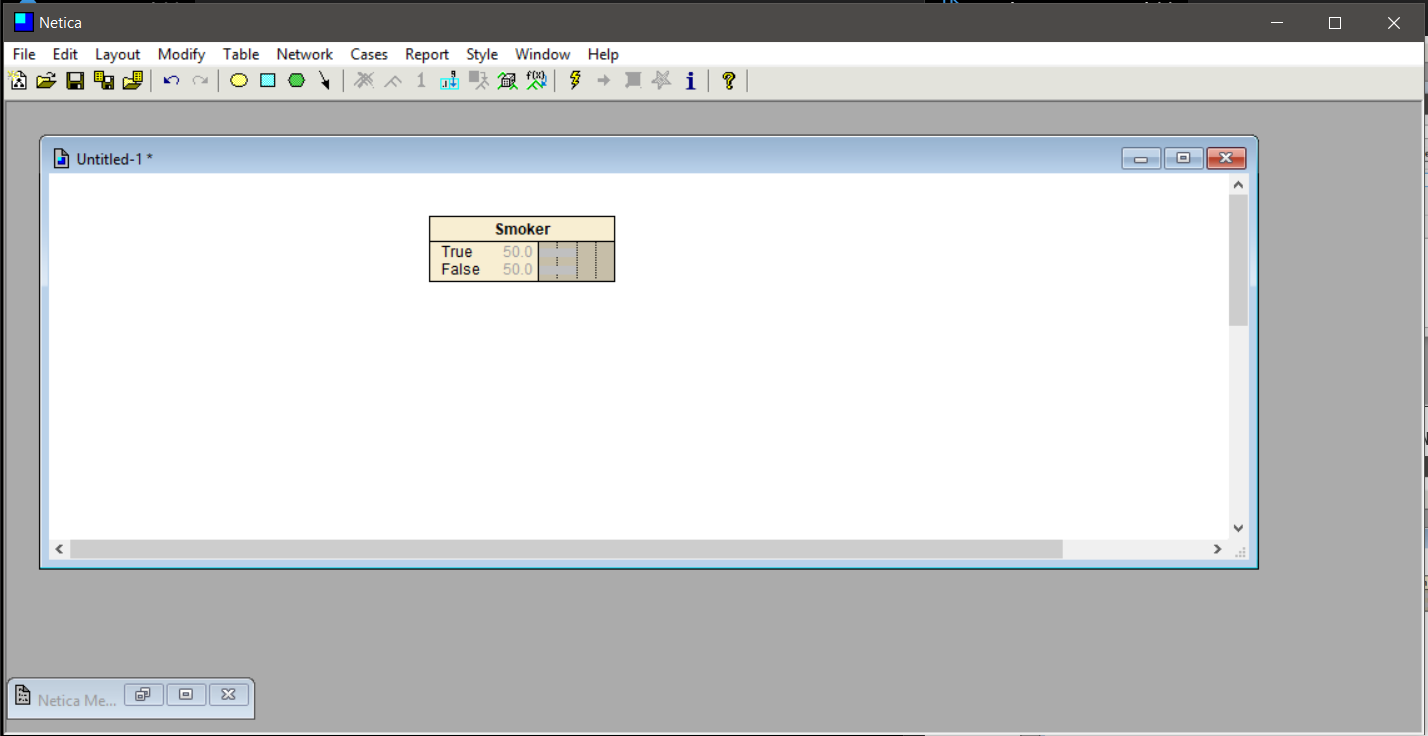 Netica
File Edit Layout Modify Table Network Cases Report Style Window Help
1 f(x)
Untitled-1 *
Smoker
True 50.0
False 50.0
Netica Me...